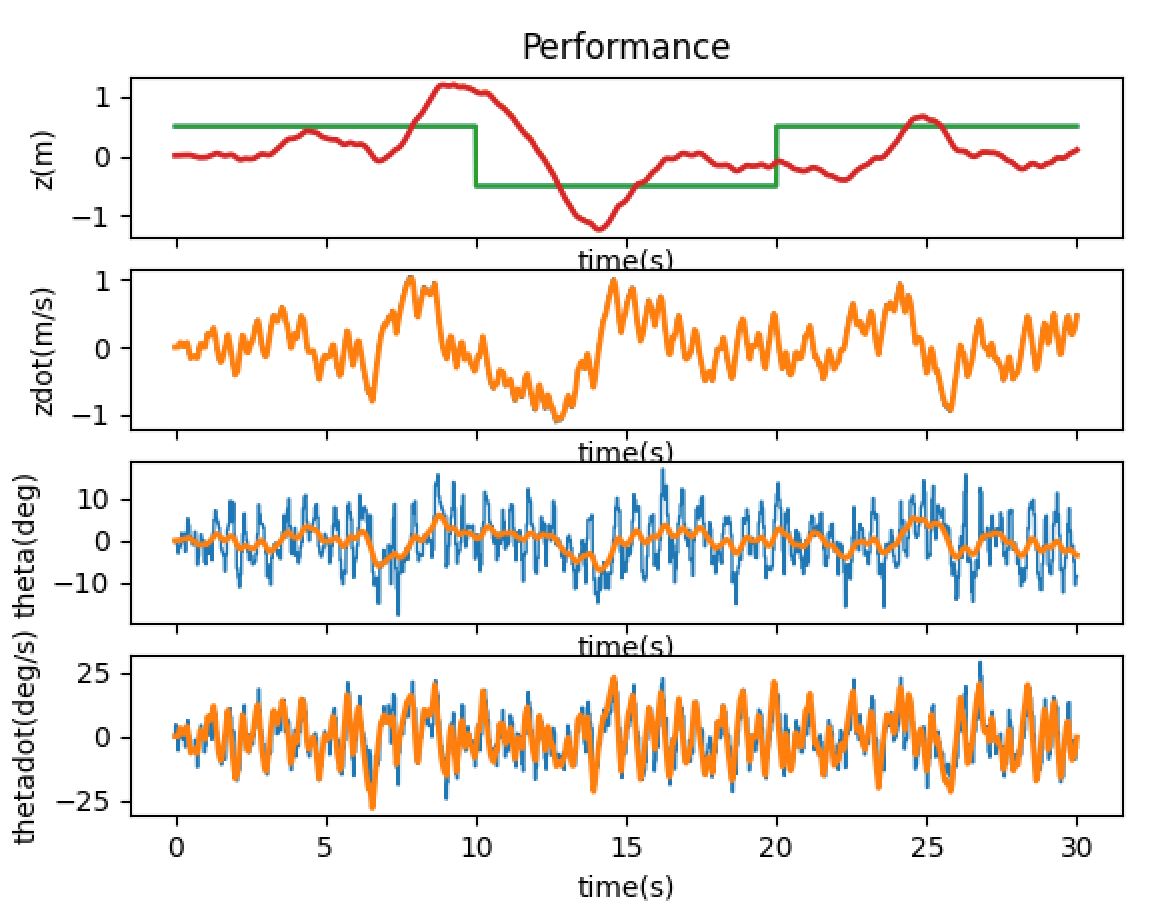 Performance
z(m)
1
0
−1
time(s)
zdot(m/s)
1
0
−1
time(s)
theta(deg)
10
0
−10
time(s)
thetadot(deg/s)
25
0
−25
0 5 10 15 20 25 30
time(s)